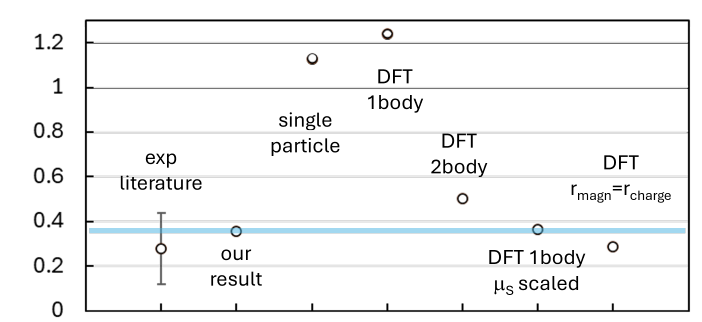 1.2
1
0.8
0.6
0.4
0.2
0
exp
literature
our
result
single
particle
DFT
1body
DFT
2body
DFT 1body
μS scaled
DFT
rmagn=rcharge